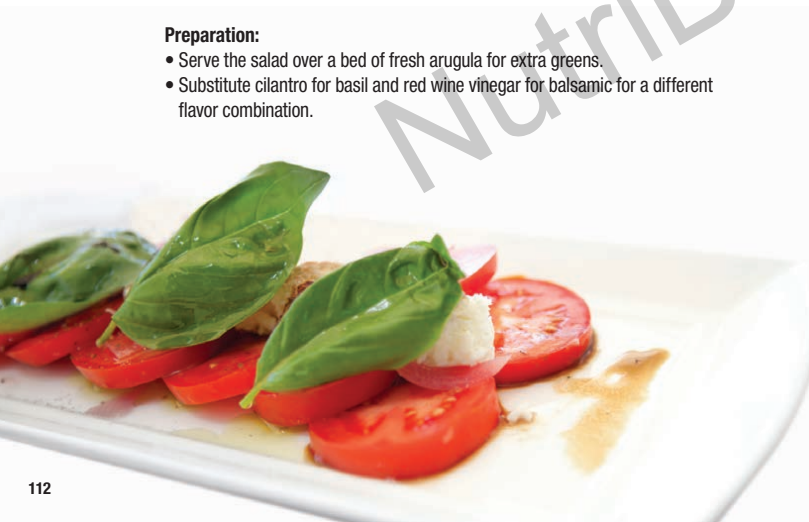 Preparation:
• Serve the salad over a bed of fresh arugula for extra greens.
• Substitute cilantro for basil and red wine vinegar for balsamic for a different
flavor combination.
112